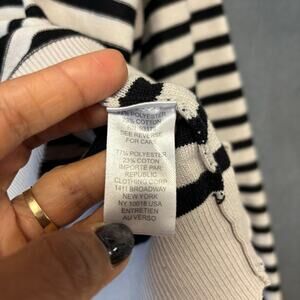 77% POLYESTER
23% COTTON
SEE REVERSE
FOR CARE
77% POLYESTER
23% COTON
PAR
REPUBLIC
CLOTHING CORP
1411 BROADWAY
NEW YORK
NY 10018 USA
ENTRETIEN
AU VERSO